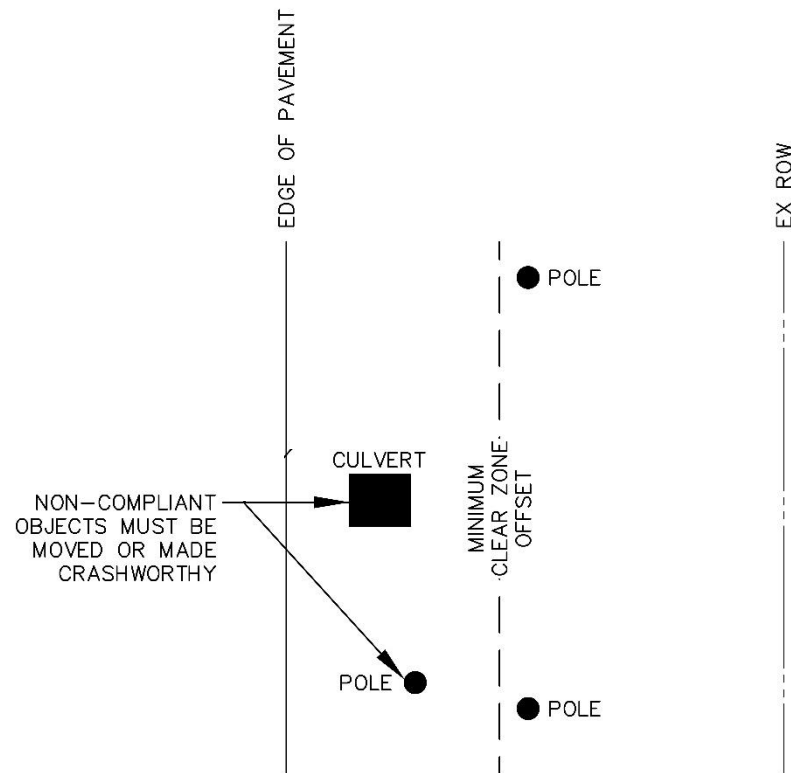 EDGE OF PAVEMENT
EX ROW
POLE
CULVERT
MINIMUM
CLEAR ZONE
OFFSET
NON-COMPLIANT
OBJECTS MUST BE
MOVED OR MADE
CRASHWORTHY
POLE
POLE